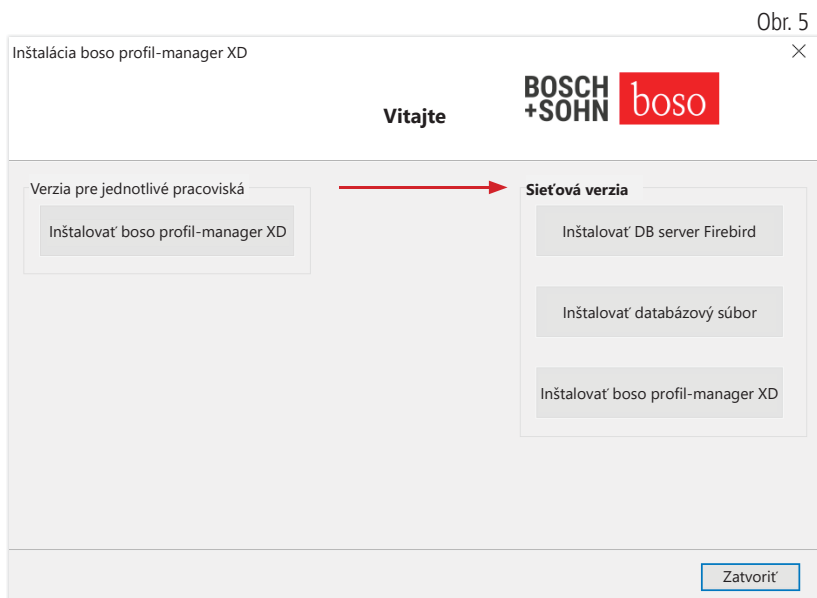 Obr. 5
Inštalácia boso profil-manager XD
Vitajte
BOSCH
+SOHN
boso
Verzia pre jednotlivé pracoviská
Inštalovať boso profil-manager XD
Sieťová verzia
Inštalovať DB server Firebird
Inštalovať databázový súbor
Inštalovať boso profil-manager XD
Zatvoriť